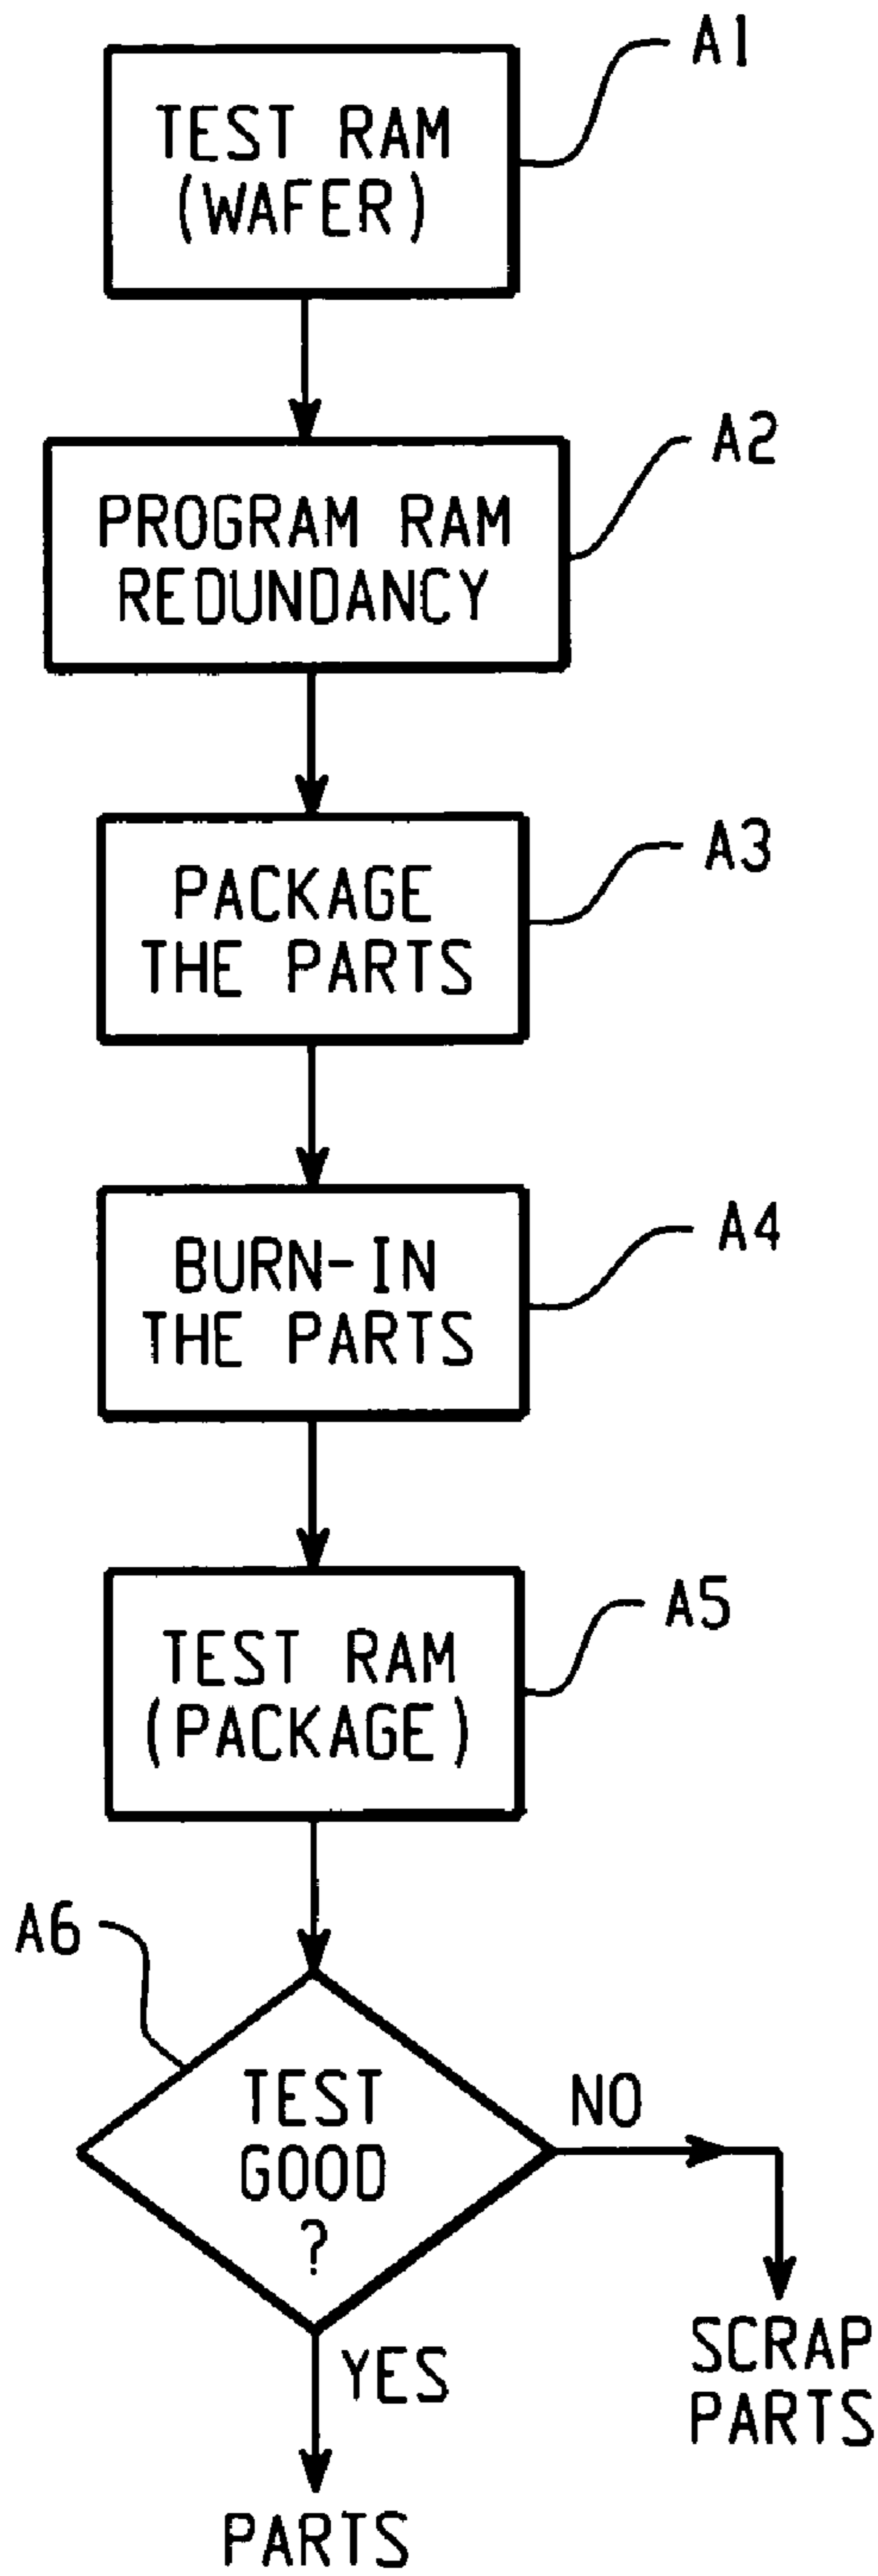 A1
TEST RAM
(WAFER)
A2
PROGRAM RAM
REDUNDANCY
A3
PACKAGE
THE PARTS
A4
BURN-IN
THE PARTS
A5
TEST RAM
(PACKAGE)
A6
TEST
GOOD
?
NO
YES
SCRAP
PARTS
PARTS